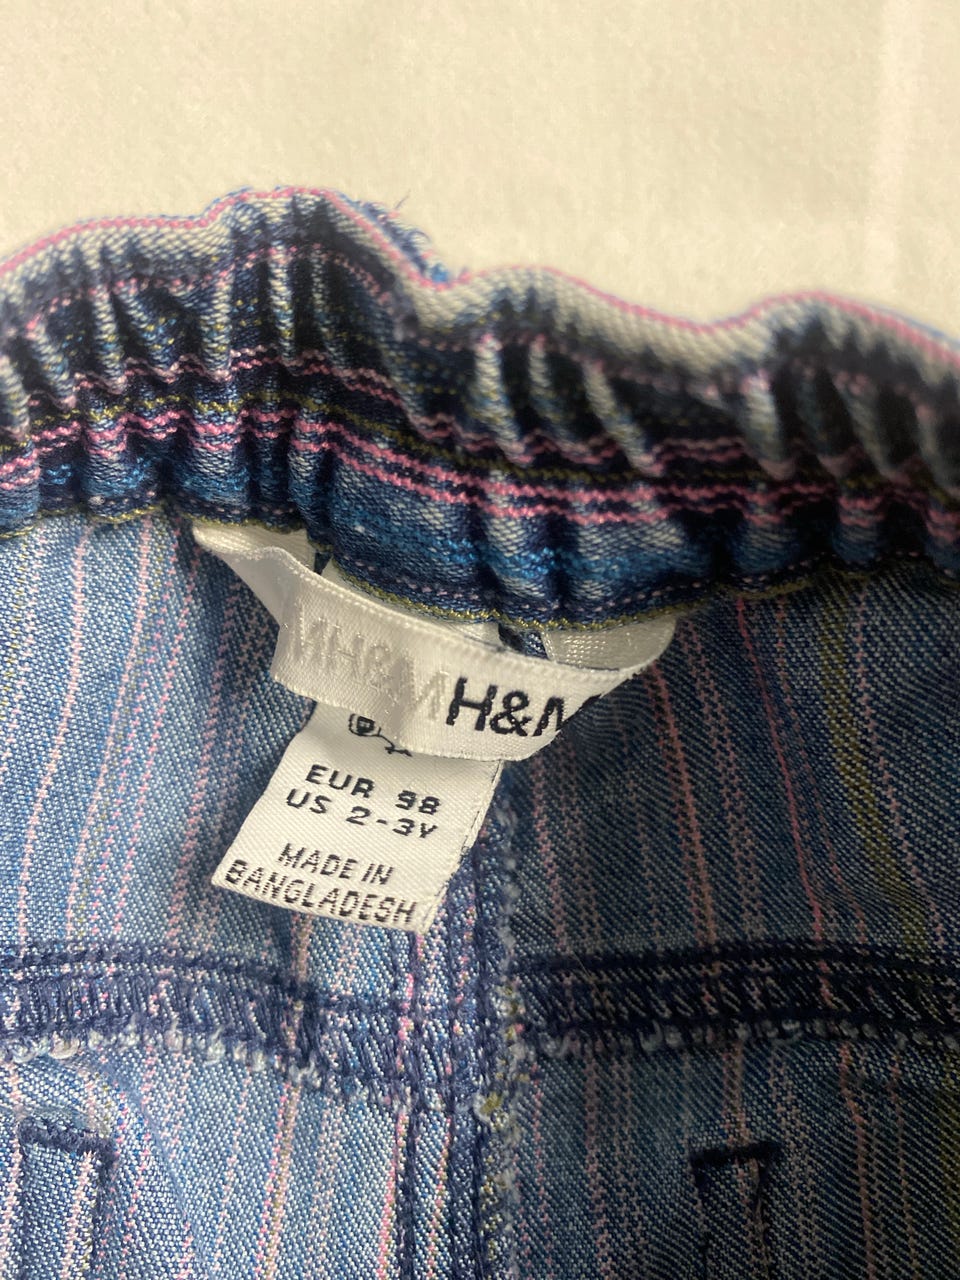 H&M
EUR 98
US 2-3Y
MADE IN
BANGLADESH